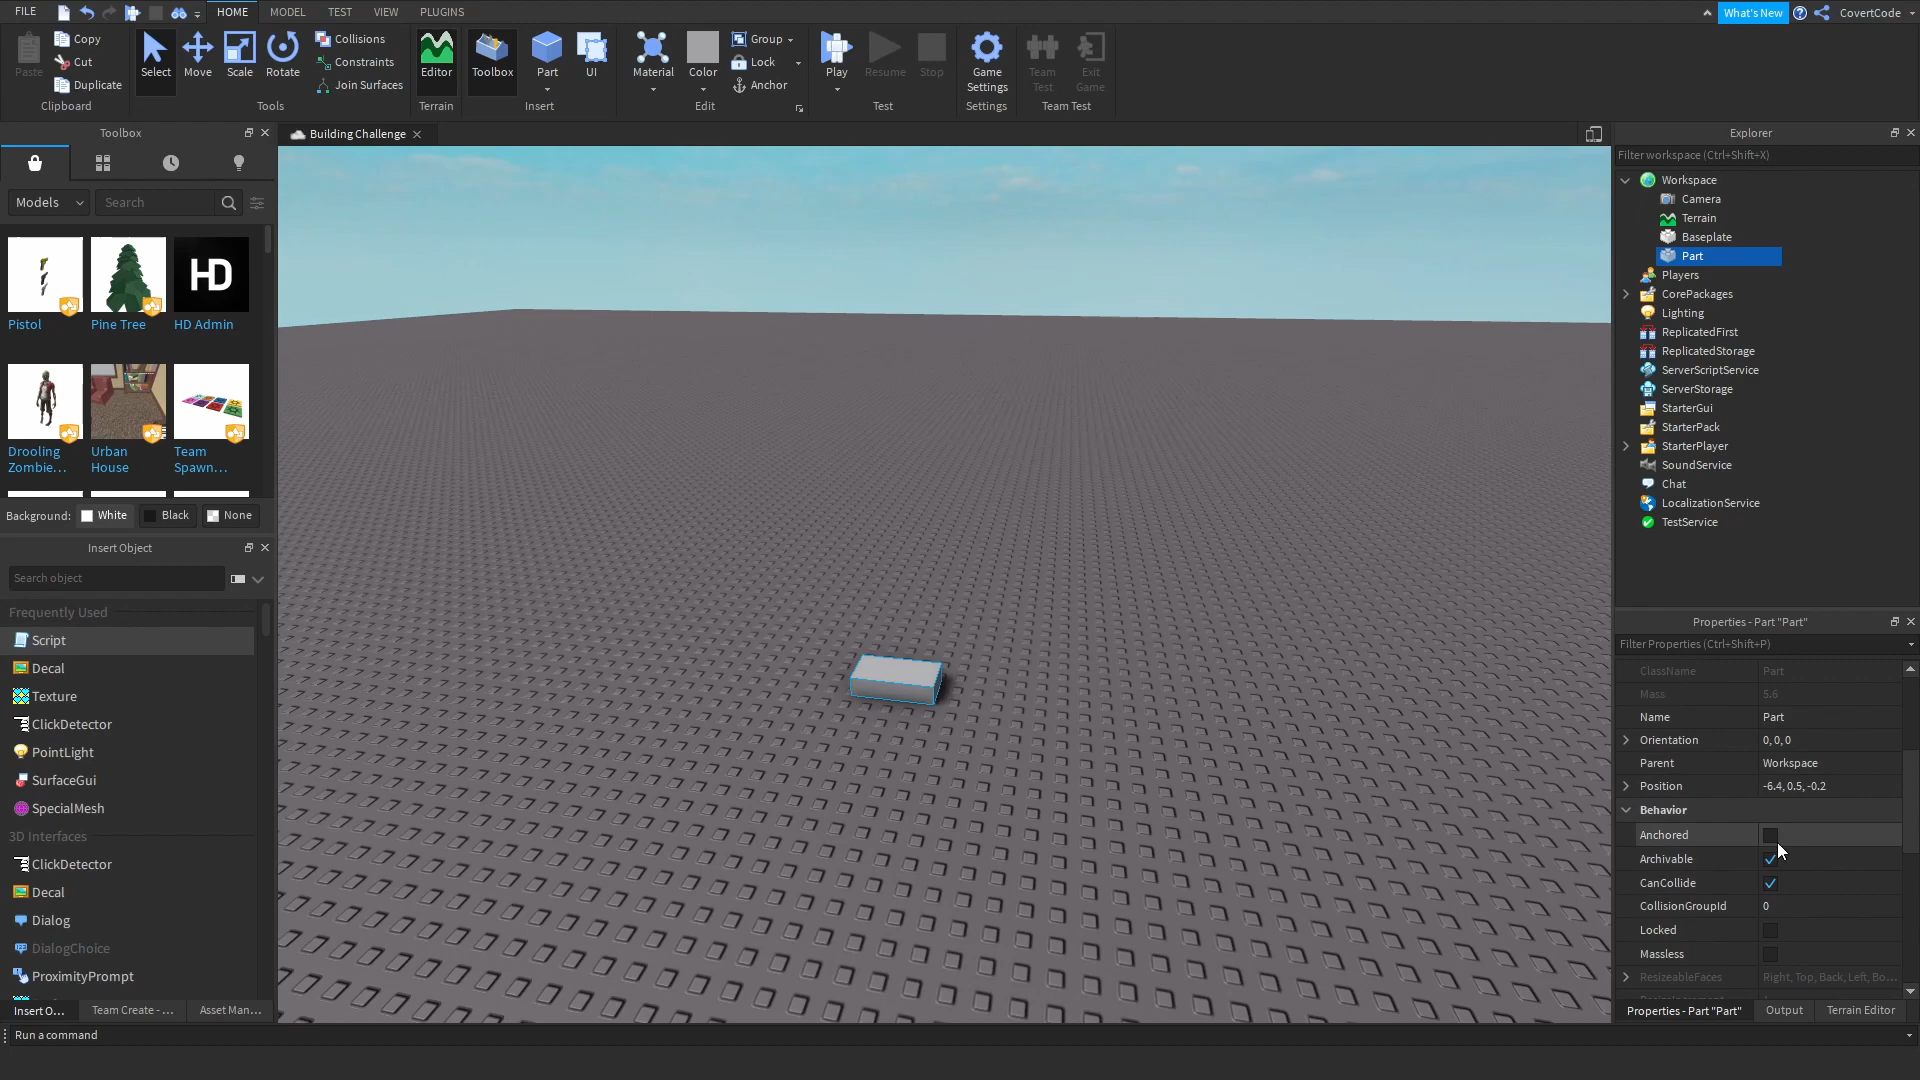 FILE HOME MODEL TEST VIEW PLUGINS What's New CovertCode
Paste Copy Cut Duplicate Clipboard
Select Move Scale Rotate Collisions Constraints Join Surfaces Tools
Editor Terrain
Toolbox Part UI Insert
Material Color Group Lock Anchor Edit
Play Resume Stop Test
Game Settings Settings
Team Test Exit Game Team Test
Toolbox
Models Search
Pistol Pine Tree HD HD Admin
Drooling Zombie... Urban House Team Spawn...
Background: White Black None
Insert Object
Search object
Frequently Used
Script
Decal
Texture
ClickDetector
PointLight
SurfaceGui
SpecialMesh
3D Interfaces
ClickDetector
Decal
Dialog
DialogChoice
ProximityPrompt
Insert O... Team Create - ... Asset Man...
Run a command
Building Challenge
Explorer
Filter workspace (Ctrl+Shift+X)
Workspace
Camera
Terrain
Baseplate
Part
Players
CorePackages
Lighting
ReplicatedFirst
ReplicatedStorage
ServerScriptService
ServerStorage
StarterGui
StarterPack
StarterPlayer
SoundService
Chat
LocalizationService
TestService
Properties - Part "Part"
Filter Properties (Ctrl+Shift+P)
ClassName Part
Mass 5.6
Name Part
Orientation 0, 0, 0
Parent Workspace
Position -6.4, 0.5, -0.2
Behavior
Anchored
Archivable
CanCollide
CollisionGroupId 0
Locked
Massless
ResizeableFaces Right, Top, Back, Left, Bo...
Properties - Part "Part" Output Terrain Editor